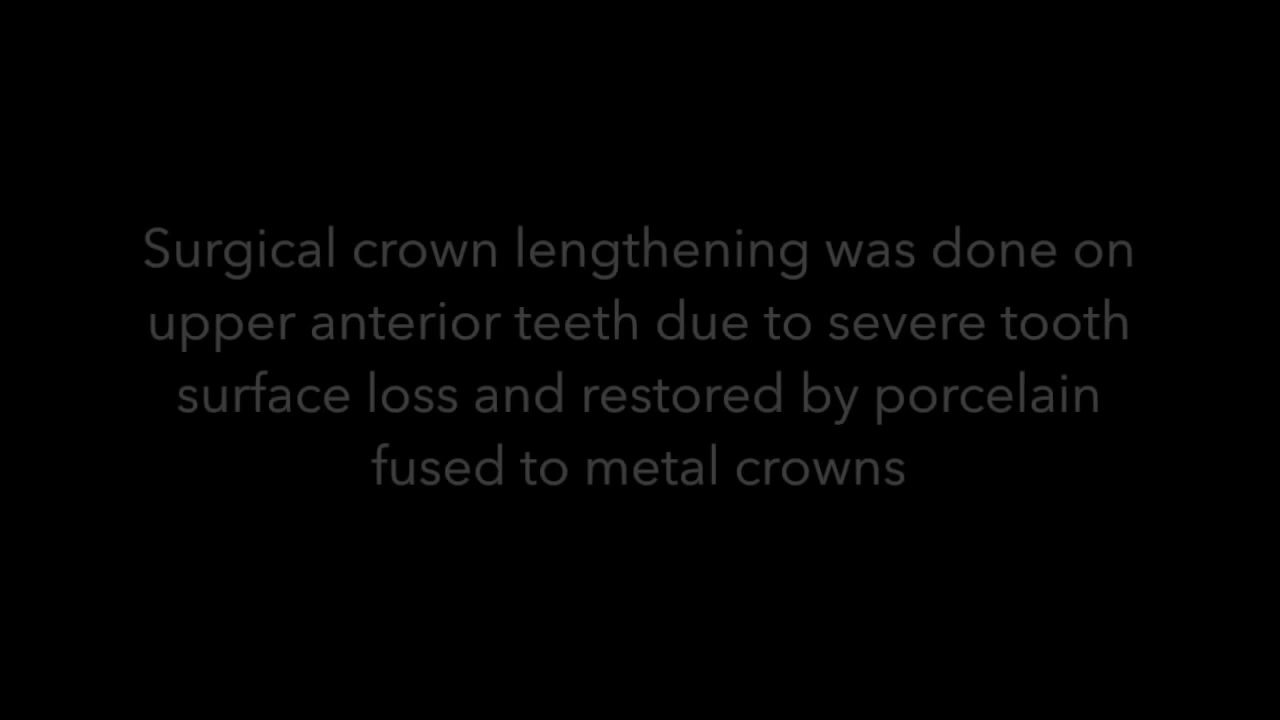 Surgical crown lengthening was done on
upper anterior teeth due to severe tooth
surface loss and restored by porcelain
fused to metal crowns